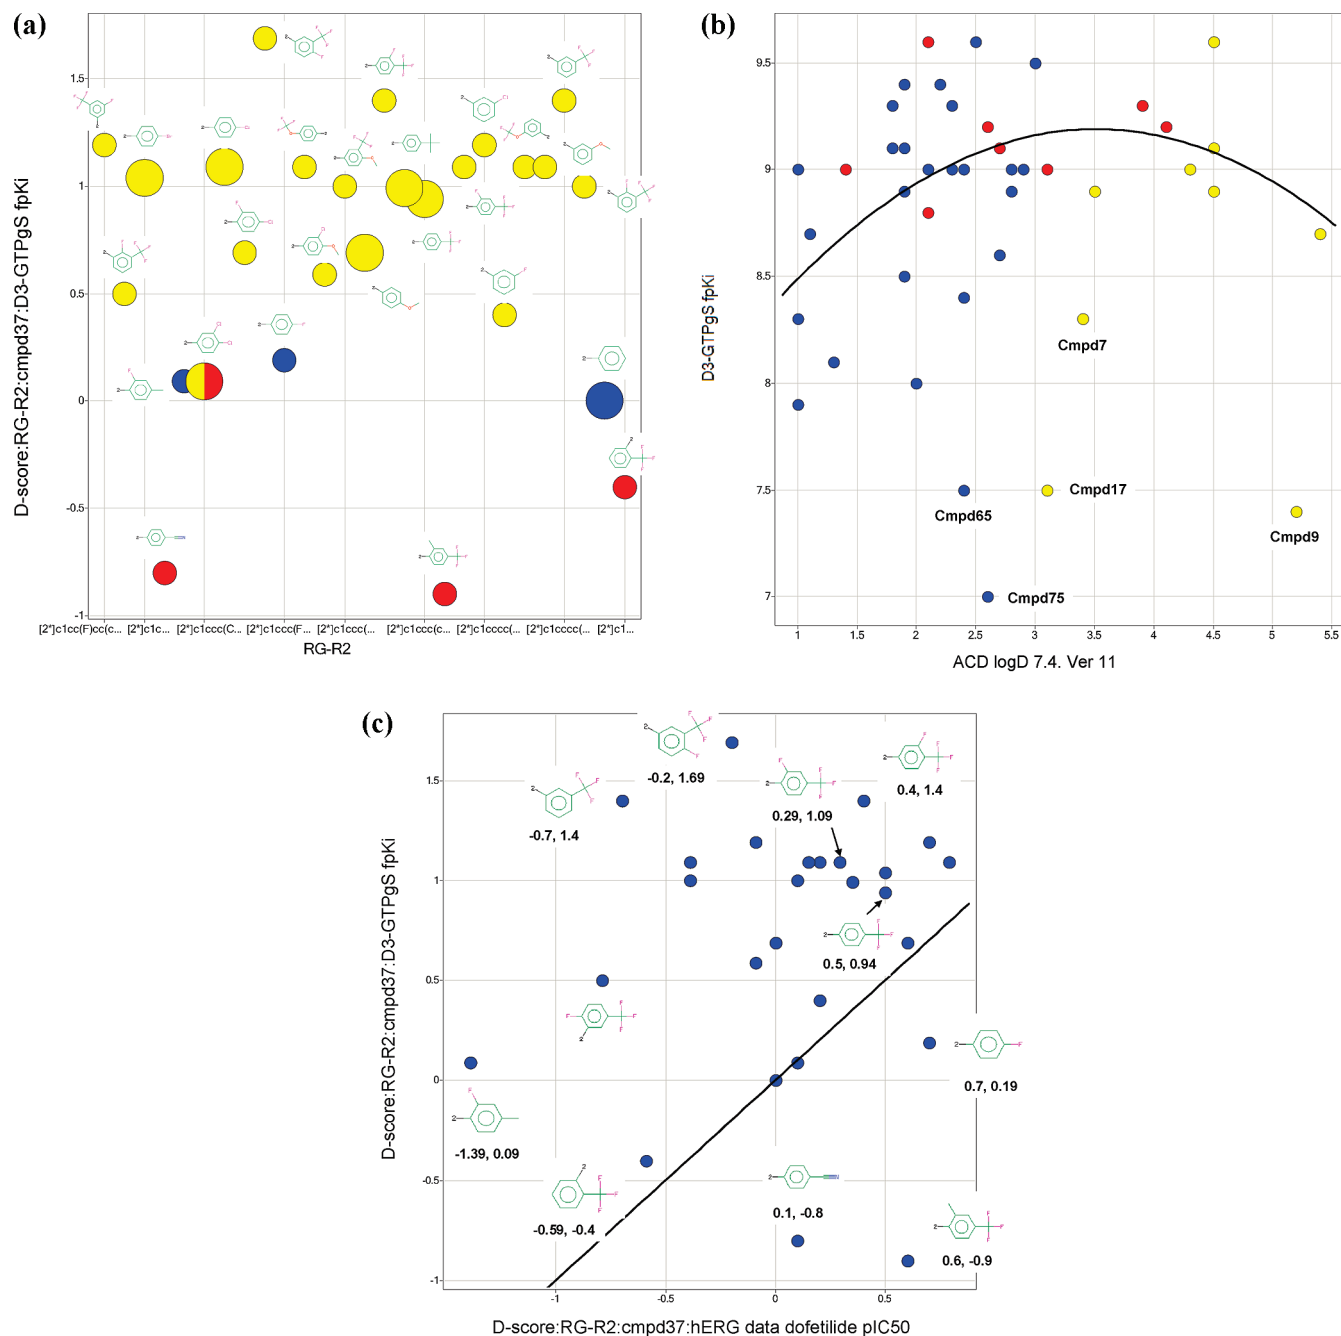 (a)
D-score:RG-R2:cmpd37:D3-GTPgS fpKi
1.5
1
0.5
0
-0.5
-1
[2*]c1cc(F)cc(c...
[2*]c1c...
[2*]c1ccc(C...
[2*]c1ccc(F...
[2*]c1ccc(...
[2*]c1ccc(c...
[2*]c1cccc(...
[2*]c1cccc(...
[2*]c1...
RG-R2
(b)
D3-GTPgS fpKi
9.5
9
8.5
8
7.5
7
Cmpd7
Cmpd17
Cmpd65
Cmpd9
Cmpd75
1
1.5
2
2.5
3
3.5
4
4.5
5
5.5
ACD logD 7.4. Ver 11
(c)
D-score:RG-R2:cmpd37:D3-GTPgS fpKi
1.5
1
0.5
0
-0.5
-1
-0.2, 1.69
0.4, 1.4
0.29, 1.09
-0.7, 1.4
0.5, 0.94
0.7, 0.19
-1.39, 0.09
0.1, -0.8
-0.59, -0.4
0.6, -0.9
-1
-0.5
0
0.5
D-score:RG-R2:cmpd37:hERG data dofetilide pIC50